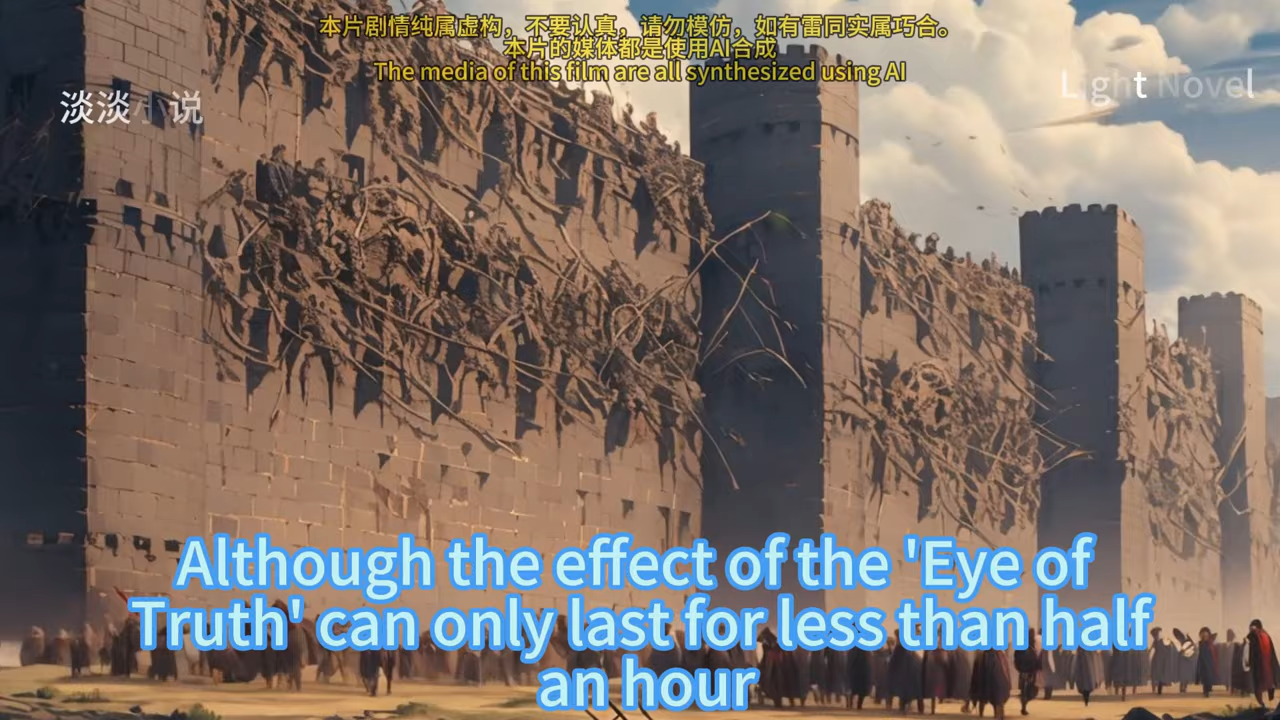 本片剧情纯属虚构，不要认真，请勿模仿，如有雷同实属巧合。
本片的媒体都是使用AI合成
The media of this film are all synthesized using AI
淡淡小说
Light Novel
Although the effect of the 'Eye of
Truth' can only last for less than half
an hour